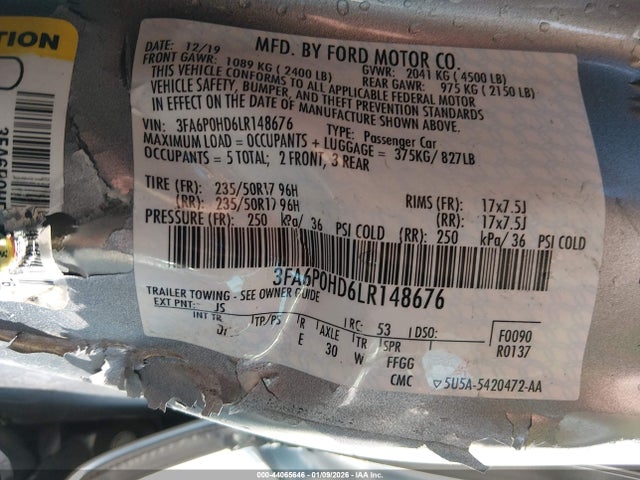 TION
DATE: 12/19 MFD. BY FORD MOTOR CO.
FRONT GAWR: 1089 KG (2400 LB) GVWR: 2041 KG (4500 LB)
REAR GAWR: 975 KG (2150 LB)
THIS VEHICLE CONFORMS TO ALL APPLICABLE FEDERAL MOTOR
VEHICLE SAFETY, BUMPER, AND THEFT PREVENTION STANDARDS
IN EFFECT ON THE DATE OF MANUFACTURE SHOWN ABOVE.
VIN: 3FA6P0HD6LR148676 TYPE: Passenger Car
MAXIMUM LOAD = OCCUPANTS + LUGGAGE = 375KG/827LB
OCCUPANTS = 5 TOTAL; 2 FRONT, 3 REAR
TIRE (FR): 235/50R17 96H RIMS (FR): 17x7.5J
(RR): 235/50R17 96H (RR): 17x7.5J
PRESSURE (FR): 250 kPa/ 36 PSI COLD (RR): 250 kPa/36 PSI COLD
3FA6P0HD6LR148676
TRAILER TOWING - SEE OWNER GUIDE
EXT PNT: JS RC: 53 DSO: F0090
INT TR TP/PS R AXLE TR SPR R0137
E 30 W FFGG
CMC ▽5U5A-5420472-AA
000-44065646 - 01/09/2026 - IAA Inc.